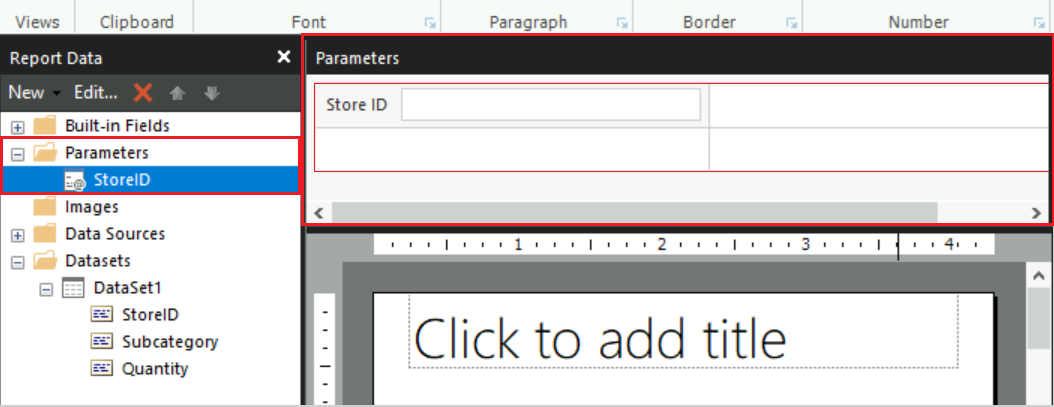 Views Clipboard Font Paragraph Border Number
Report Data
New Edit...
Built-in Fields
Parameters
StoreID
Images
Data Sources
Datasets
DataSet1
StoreID
Subcategory
Quantity
Parameters
Store ID
1 2 3 4
Click to add title